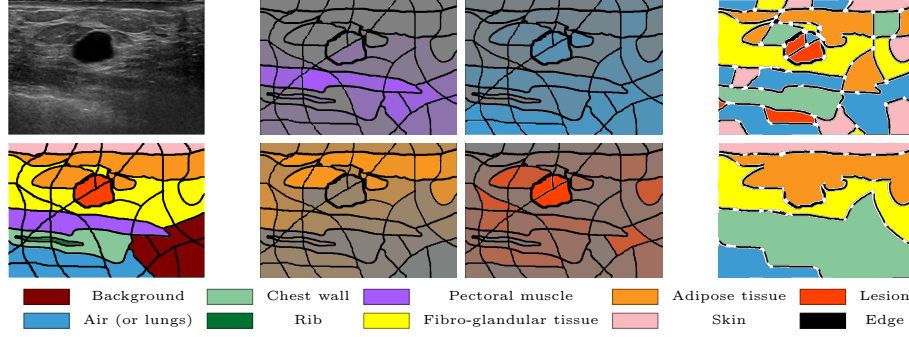 Background Chest wall Pectoral muscle Adipose tissue Lesion
Air (or lungs) Rib Fibro-glandular tissue Skin Edge